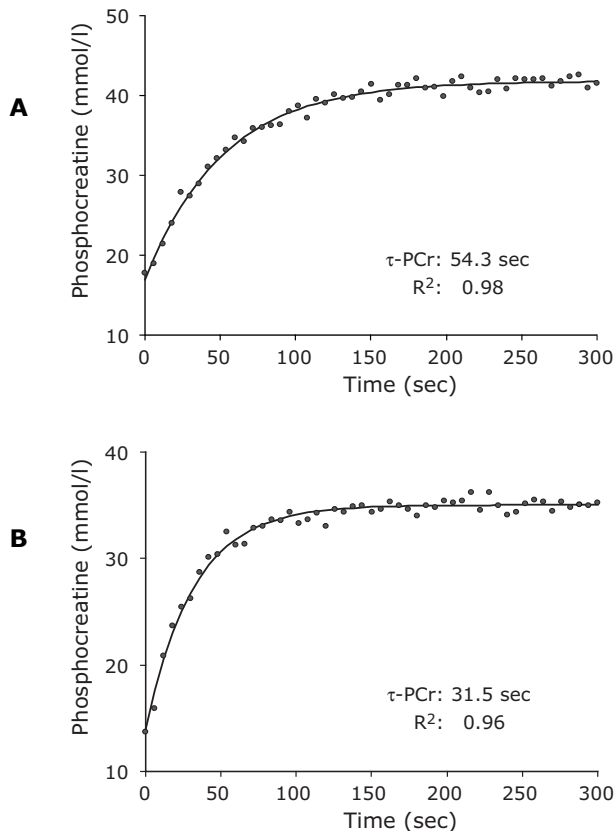 A
Phosphocreatine (mmol/l)
50
40
30
20
10
τ-PCr: 54.3 sec
R²: 0.98
0 50 100 150 200 250 300
Time (sec)
B
Phosphocreatine (mmol/l)
40
30
20
10
τ-PCr: 31.5 sec
R²: 0.96
0 50 100 150 200 250 300
Time (sec)